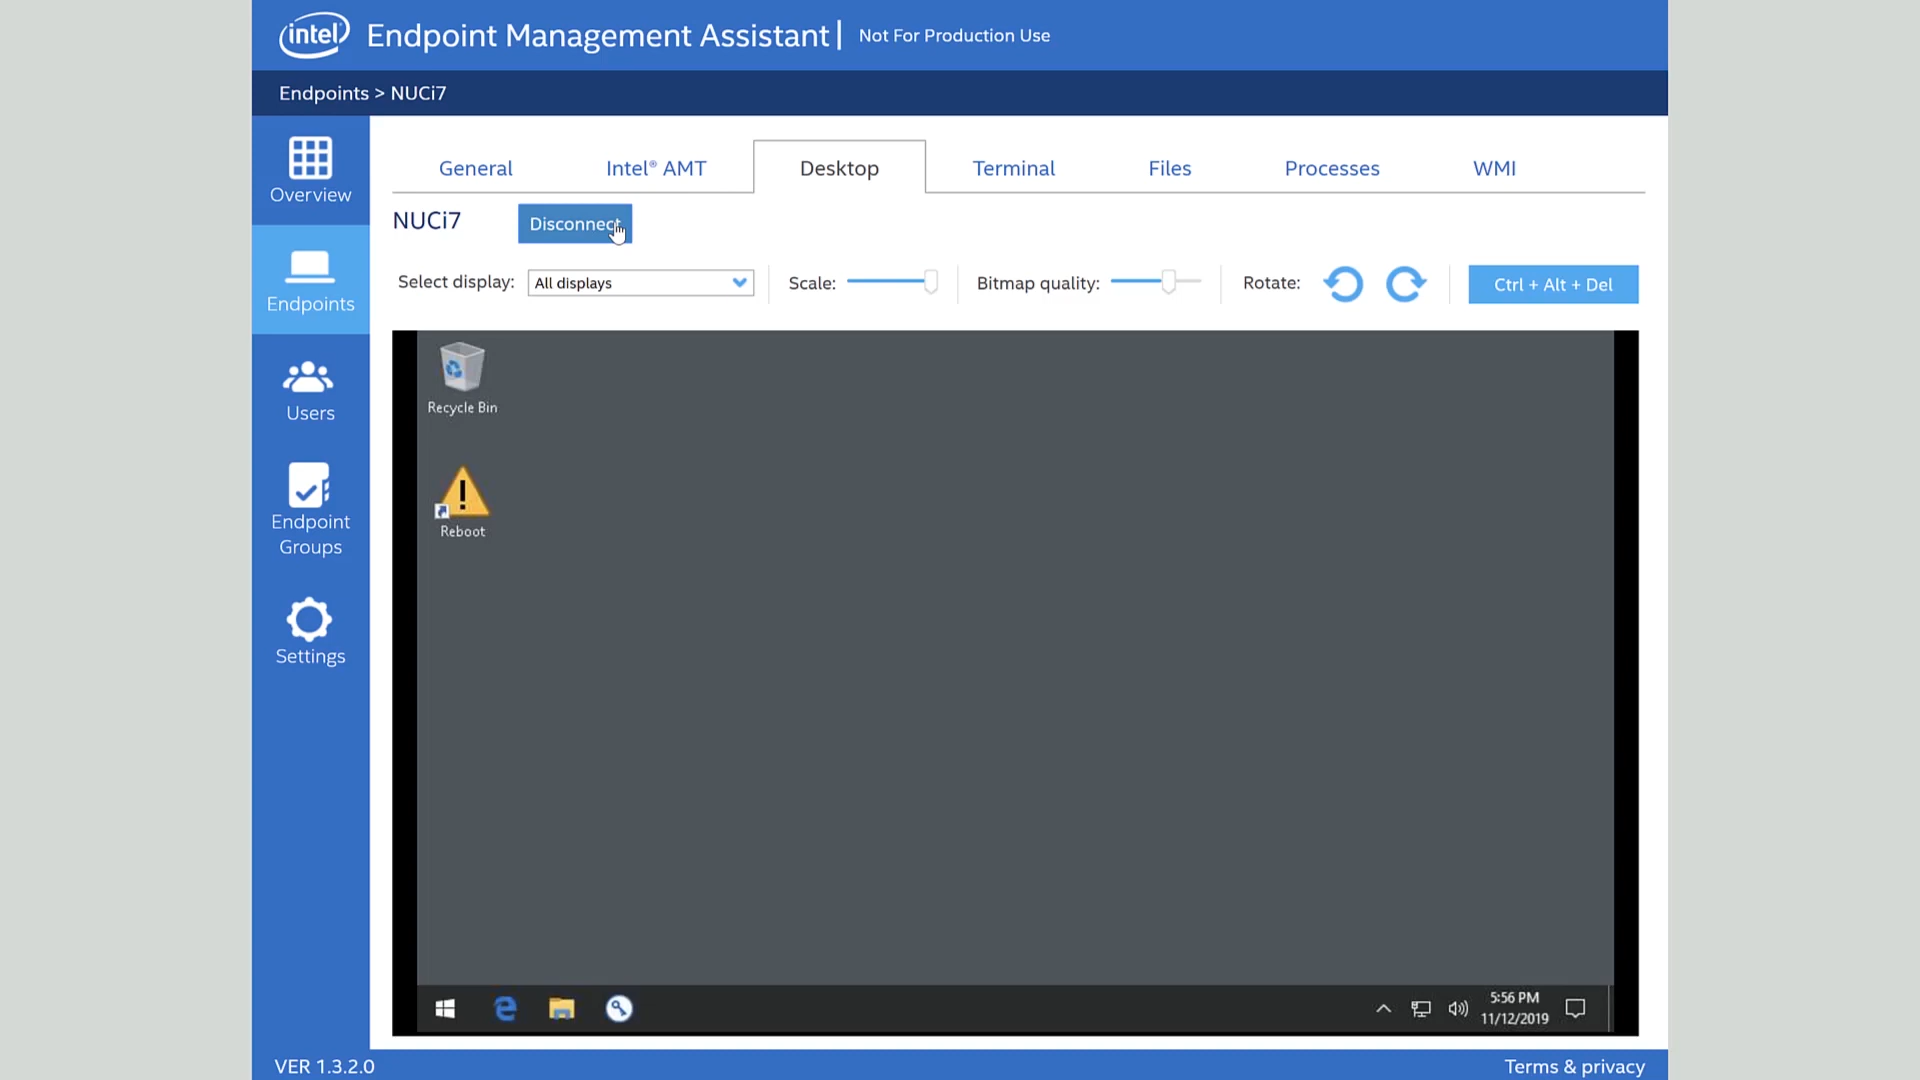 intel Endpoint Management Assistant | Not For Production Use
Endpoints > NUCi7
Overview
Endpoints
Users
Endpoint
Groups
Settings
General Intel® AMT Desktop Terminal Files Processes WMI
NUCi7 Disconnect
Select display: All displays Scale: Bitmap quality: Rotate: Ctrl + Alt + Del
Recycle Bin
Reboot
5:56 PM
11/12/2019
VER 1.3.2.0 Terms & privacy